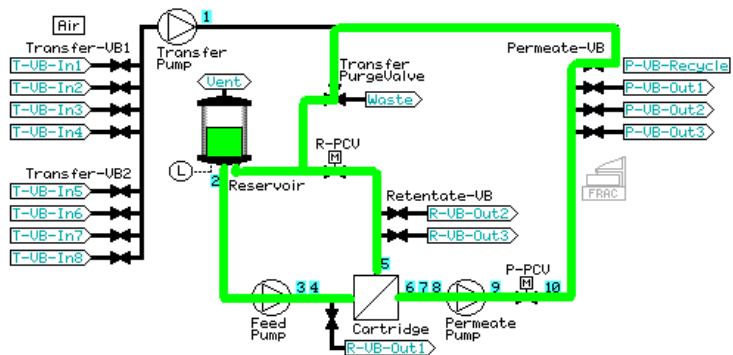 Air
1
Transfer
Pump
Transfer-VB1
T-VB-In1
T-VB-In2
T-VB-In3
T-VB-In4
Transfer-VB2
T-VB-In5
T-VB-In6
T-VB-In7
T-VB-In8
Vent
Transfer
PurgeValve
Waste
R-PCV
M
L
2
Reservoir
Permeate-VB
P-VB-Recycle
P-VB-Out1
P-VB-Out2
P-VB-Out3
FRAC
Retentate-VB
R-VB-Out2
R-VB-Out3
5
P-PCV
M
3 4
6 7 8
9
10
Feed
Pump
Cartridge
Permeate
Pump
R-VB-Out1